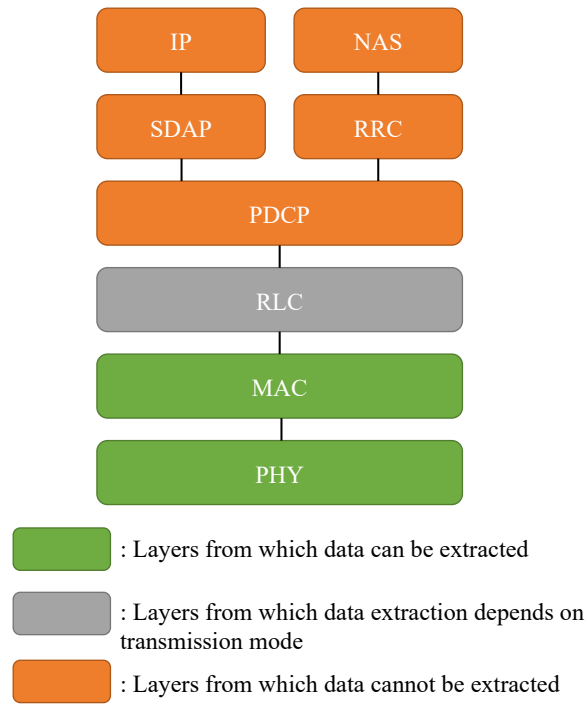 IP
NAS
SDAP
RRC
PDCP
RLC
MAC
PHY
: Layers from which data can be extracted
: Layers from which data extraction depends on
transmission mode
: Layers from which data cannot be extracted